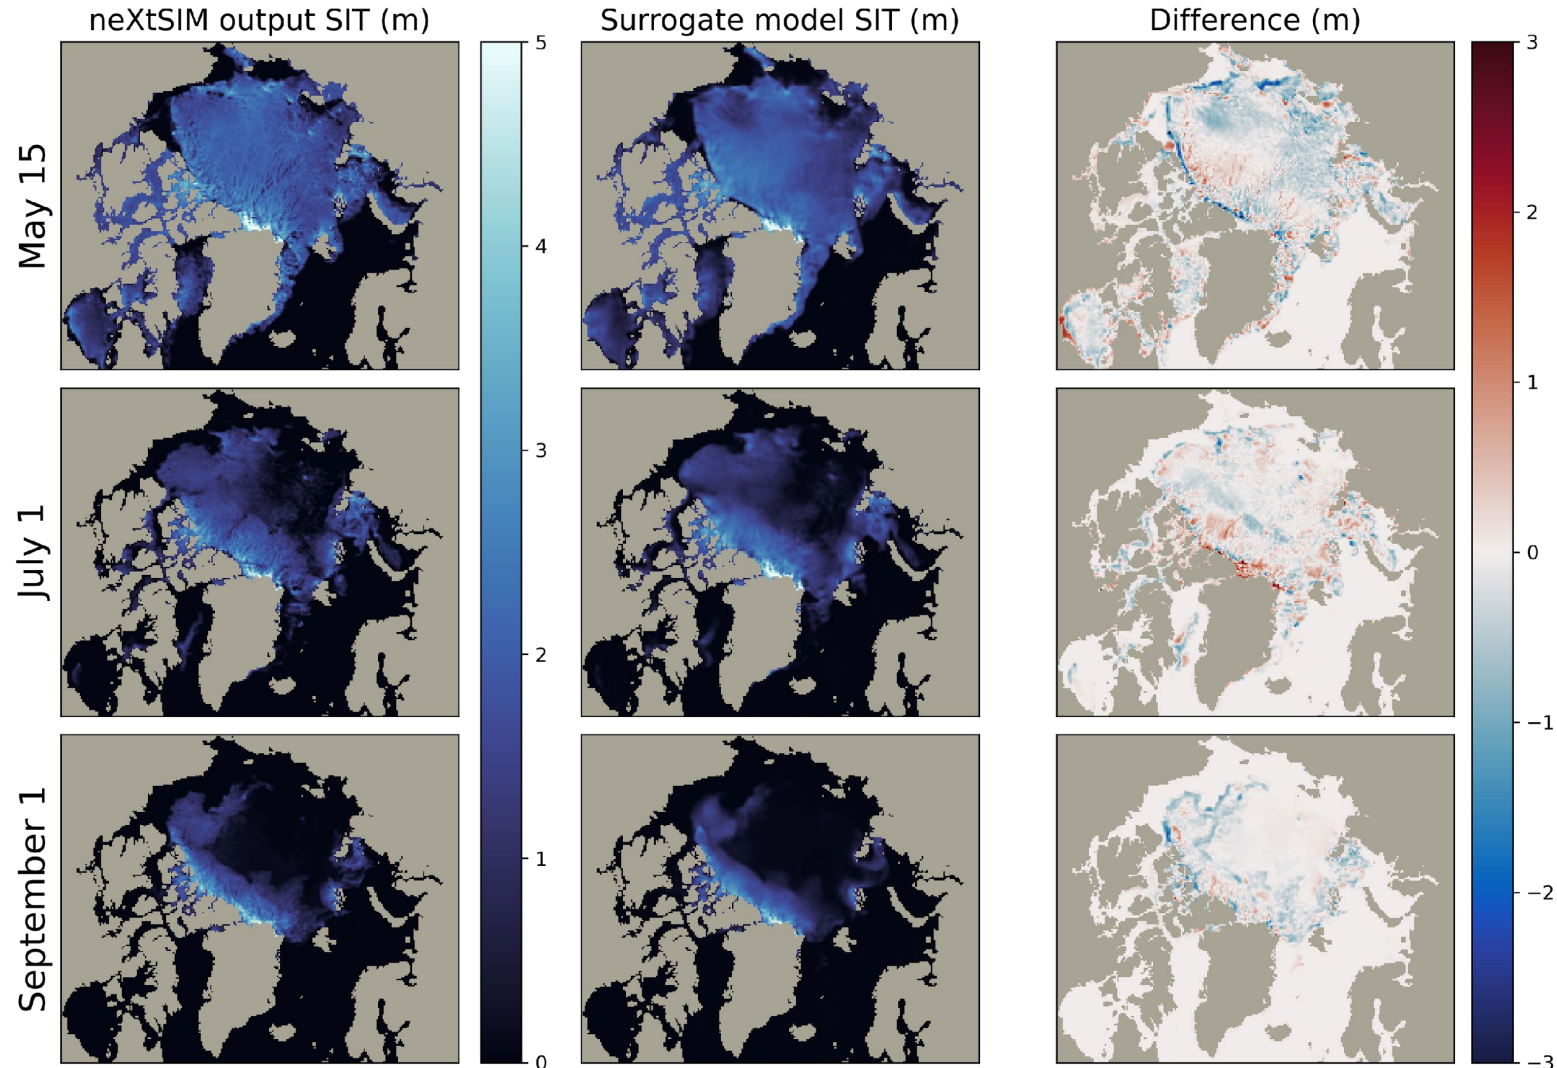 neXtSIM output SIT (m)
Surrogate model SIT (m)
Difference (m)
May 15
5
4
3
2
1
0
3
2
1
0
−1
−2
−3
July 1
September 1